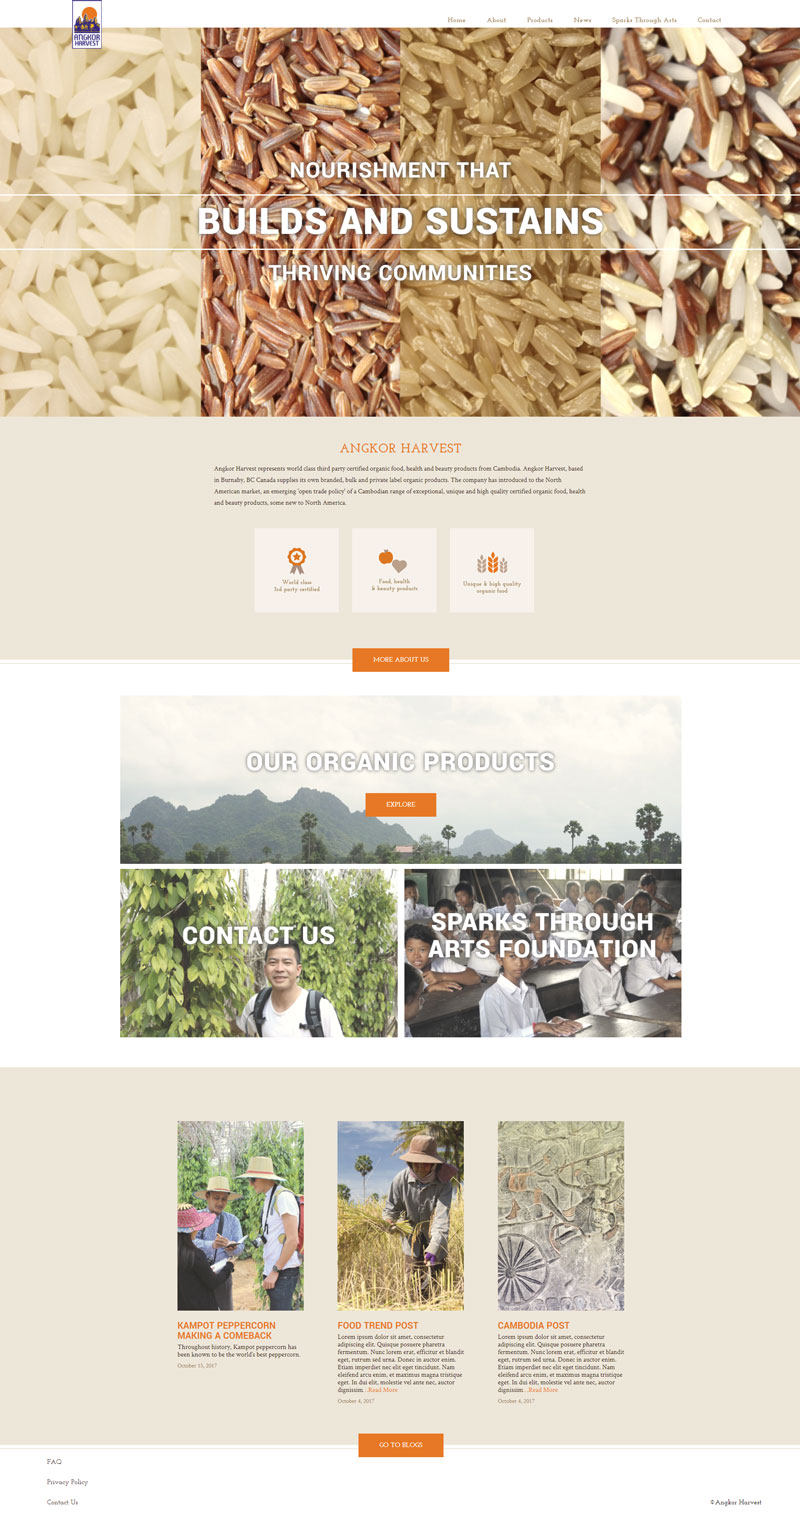 ANGKOR
HARVEST
Home About Products News Sparks Through Arts Contact
NOURISHMENT THAT
BUILDS AND SUSTAINS
THRIVING COMMUNITIES
ANGKOR HARVEST
Angkor Harvest represents world class third party certified organic food, health and beauty products from Cambodia. Angkor Harvest, based
in Burnaby, BC Canada supplies its own branded, bulk and private label organic products. The company has introduced to the North
American market, an emerging 'open trade policy' of a Cambodian range of exceptional, unique and high quality certified organic food, health
and beauty products, some new to North America.
World class
3rd party certified
Food, health
& beauty products
Unique & high quality
organic food
MORE ABOUT US
OUR ORGANIC PRODUCTS
EXPLORE
CONTACT US
SPARKS THROUGH
ARTS FOUNDATION
KAMPOT PEPPERCORN
MAKING A COMEBACK
Throughout history, Kampot peppercorn has
been known to be the world's best peppercorn.
October 15, 2017
FOOD TREND POST
Lorem ipsum dolor sit amet, consectetur
adipiscing elit. Quisque posuere pharetra
fermentum. Nunc lorem erat, efficitur et blandit
eget, rutrum sed urna. Donec in auctor enim.
Etiam imperdiet nec elit eget tincidunt. Nam
eleifend arcu enim, et maximus magna tristique
eget. In dui elit, molestie vel ante nec, auctor
dignissim ...Read More
October 4, 2017
CAMBODIA POST
Lorem ipsum dolor sit amet, consectetur
adipiscing elit. Quisque posuere pharetra
fermentum. Nunc lorem erat, efficitur et blandit
eget, rutrum sed urna. Donec in auctor enim.
Etiam imperdiet nec elit eget tincidunt. Nam
eleifend arcu enim, et maximus magna tristique
eget. In dui elit, molestie vel ante nec, auctor
dignissim ...Read More
October 4, 2017
GO TO BLOGS
FAQ
Privacy Policy
Contact Us
©Angkor Harvest